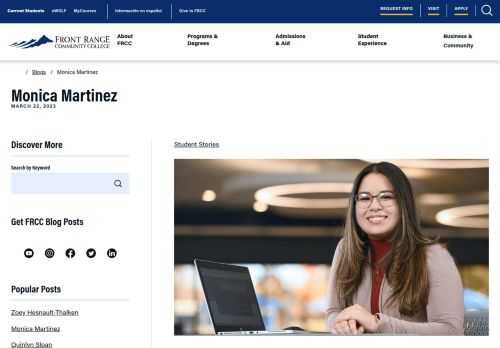 Current Students
eWOLF
MyCourses
Información en español
Give to FRCC
REQUEST INFO
VISIT
APPLY
FRONT RANGE
COMMUNITY COLLEGE
About
FRCC
Programs &
Degrees
Admissions
& Aid
Student
Experience
Business &
Community
/ Blogs / Monica Martinez
Monica Martinez
MARCH 22, 2023
Discover More
Search by Keyword
Get FRCC Blog Posts
Popular Posts
Zoey Hesnault-Thalken
Monica Martinez
Quinlyn Sloan
Student Stories